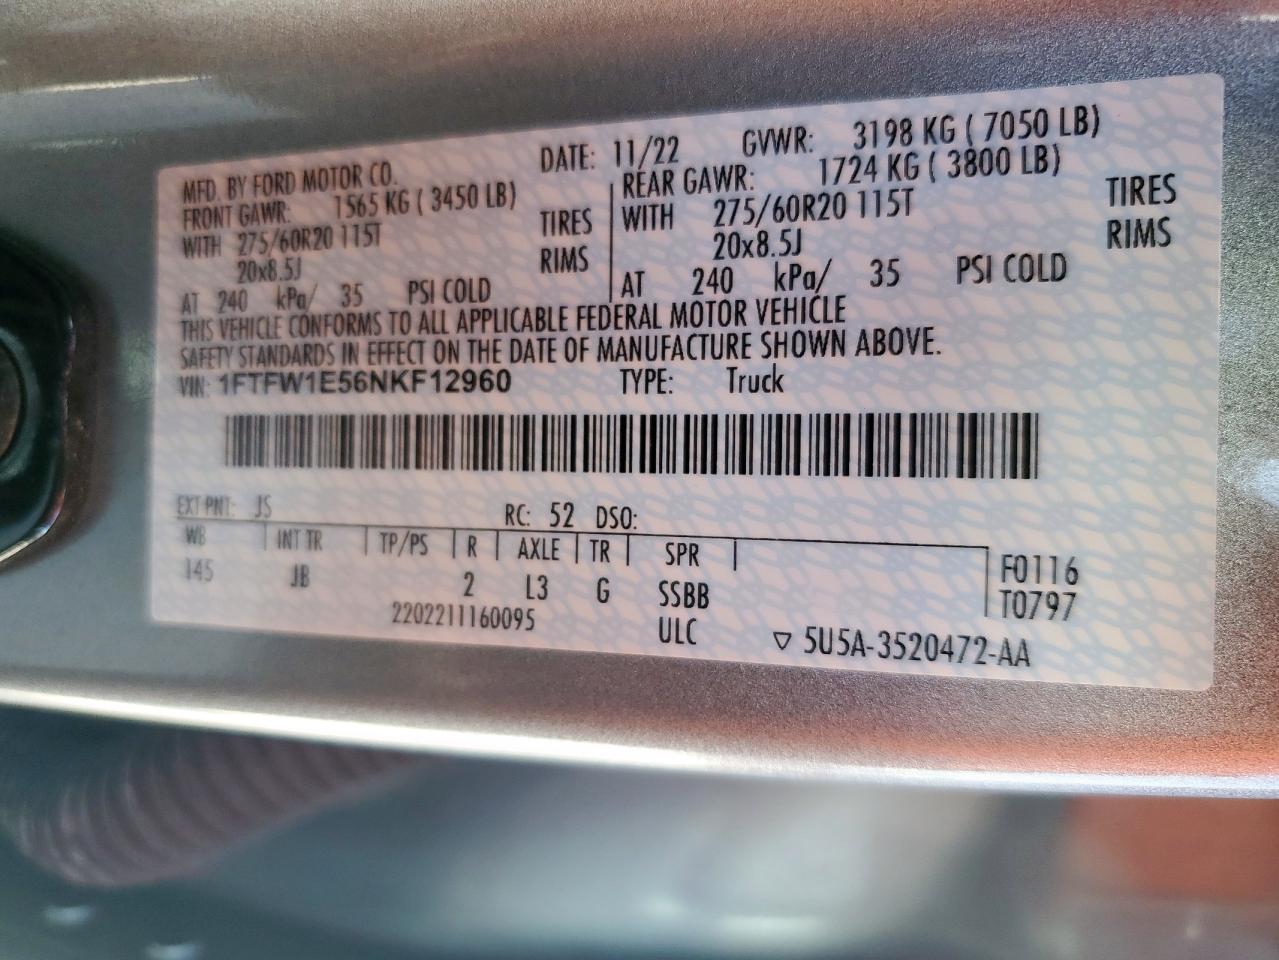 MFD. BY FORD MOTOR CO. DATE: 11/22 GVWR: 3198 KG ( 7050 LB)
FRONT GAWR: 1565 KG ( 3450 LB) REAR GAWR: 1724 KG ( 3800 LB)
WITH 275/60R20 115T TIRES WITH 275/60R20 115T TIRES
20x8.5J RIMS 20x8.5J RIMS
AT 240 kPa/ 35 PSI COLD AT 240 kPa/ 35 PSI COLD
THIS VEHICLE CONFORMS TO ALL APPLICABLE FEDERAL MOTOR VEHICLE
SAFETY STANDARDS IN EFFECT ON THE DATE OF MANUFACTURE SHOWN ABOVE.
VIN: 1FTFW1E56NKF12960 TYPE: Truck
EXT PNT: JS RC: 52 DSO:
WB INT TR TP/PS R AXLE TR SPR F0116
145 JB 2 L3 G SSBB T0797
2202211160095 ULC ▽ 5U5A-3520472-AA